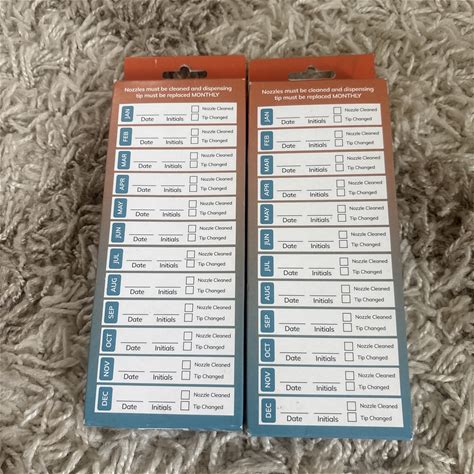 Nozzles must be cleaned and dispensing
tip must be replaced MONTHLY
JAN
Nozzle Cleaned
Date Initials Tip Changed
FEB
Nozzle Cleaned
Date Initials Tip Changed
MAR
Nozzle Cleaned
Date Initials Tip Changed
APR
Nozzle Cleaned
Date Initials Tip Changed
MAY
Nozzle Cleaned
Date Initials Tip Changed
JUN
Nozzle Cleaned
Date Initials Tip Changed
JUL
Nozzle Cleaned
Date Initials Tip Changed
AUG
Nozzle Cleaned
Date Initials Tip Changed
SEP
Nozzle Cleaned
Date Initials Tip Changed
OCT
Nozzle Cleaned
Date Initials Tip Changed
NOV
Nozzle Cleaned
Date Initials Tip Changed
DEC
Nozzle Cleaned
Date Initials Tip Changed
Nozzles must be cleaned and dispensing
tip must be replaced MONTHLY
JAN
Nozzle Cleaned
Date Initials Tip Changed
FEB
Nozzle Cleaned
Date Initials Tip Changed
MAR
Nozzle Cleaned
Date Initials Tip Changed
APR
Nozzle Cleaned
Date Initials Tip Changed
MAY
Nozzle Cleaned
Date Initials Tip Changed
JUN
Nozzle Cleaned
Date Initials Tip Changed
JUL
Nozzle Cleaned
Date Initials Tip Changed
AUG
Nozzle Cleaned
Date Initials Tip Changed
SEP
Nozzle Cleaned
Date Initials Tip Changed
OCT
Nozzle Cleaned
Date Initials Tip Changed
NOV
Nozzle Cleaned
Date Initials Tip Changed
DEC
Nozzle Cleaned
Date Initials Tip Changed